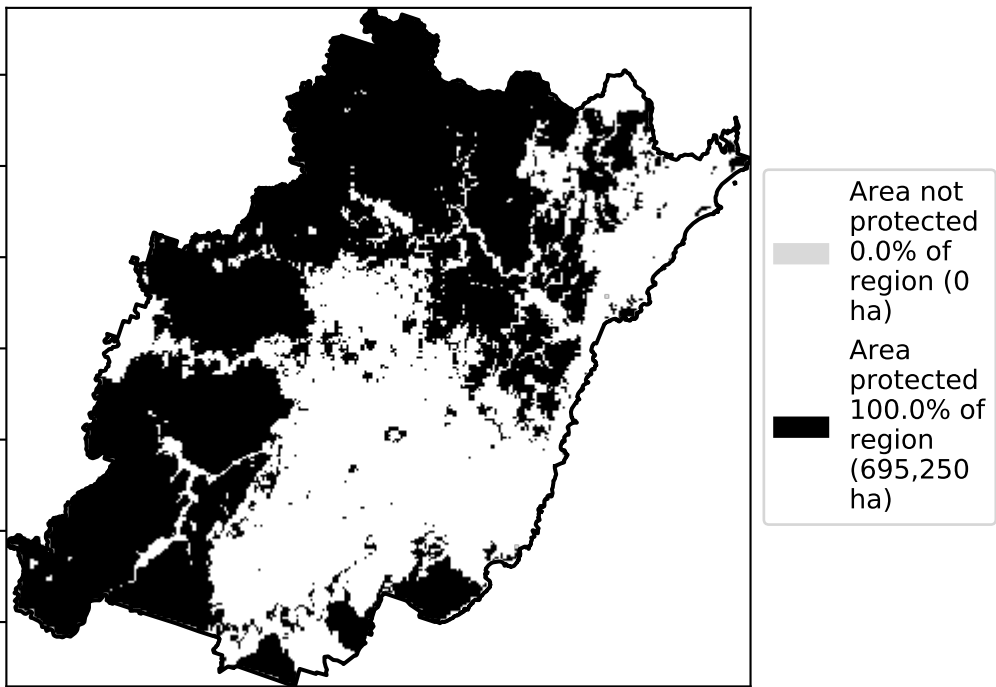 Area not
protected
0.0% of
region (0
ha)
Area
protected
100.0% of
region
(695,250
ha)